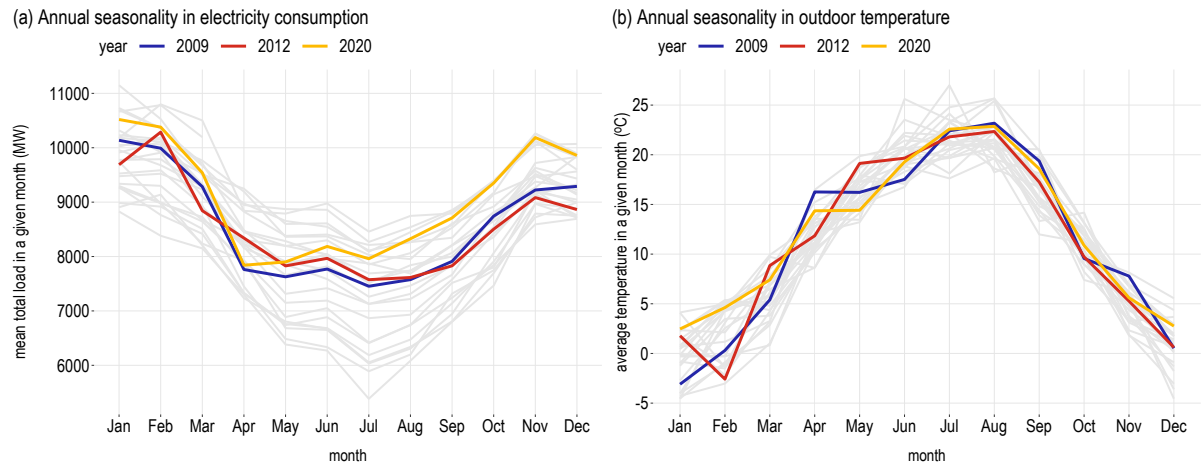 (a) Annual seasonality in electricity consumption
year 2009 2012 2020
mean total load in a given month (MW)
11000
10000
9000
8000
7000
6000
Jan Feb Mar Apr May Jun Jul Aug Sep Oct Nov Dec
month
(b) Annual seasonality in outdoor temperature
year 2009 2012 2020
average temperature in a given month (ºC)
25
20
15
10
5
0
-5
Jan Feb Mar Apr May Jun Jul Aug Sep Oct Nov Dec
month